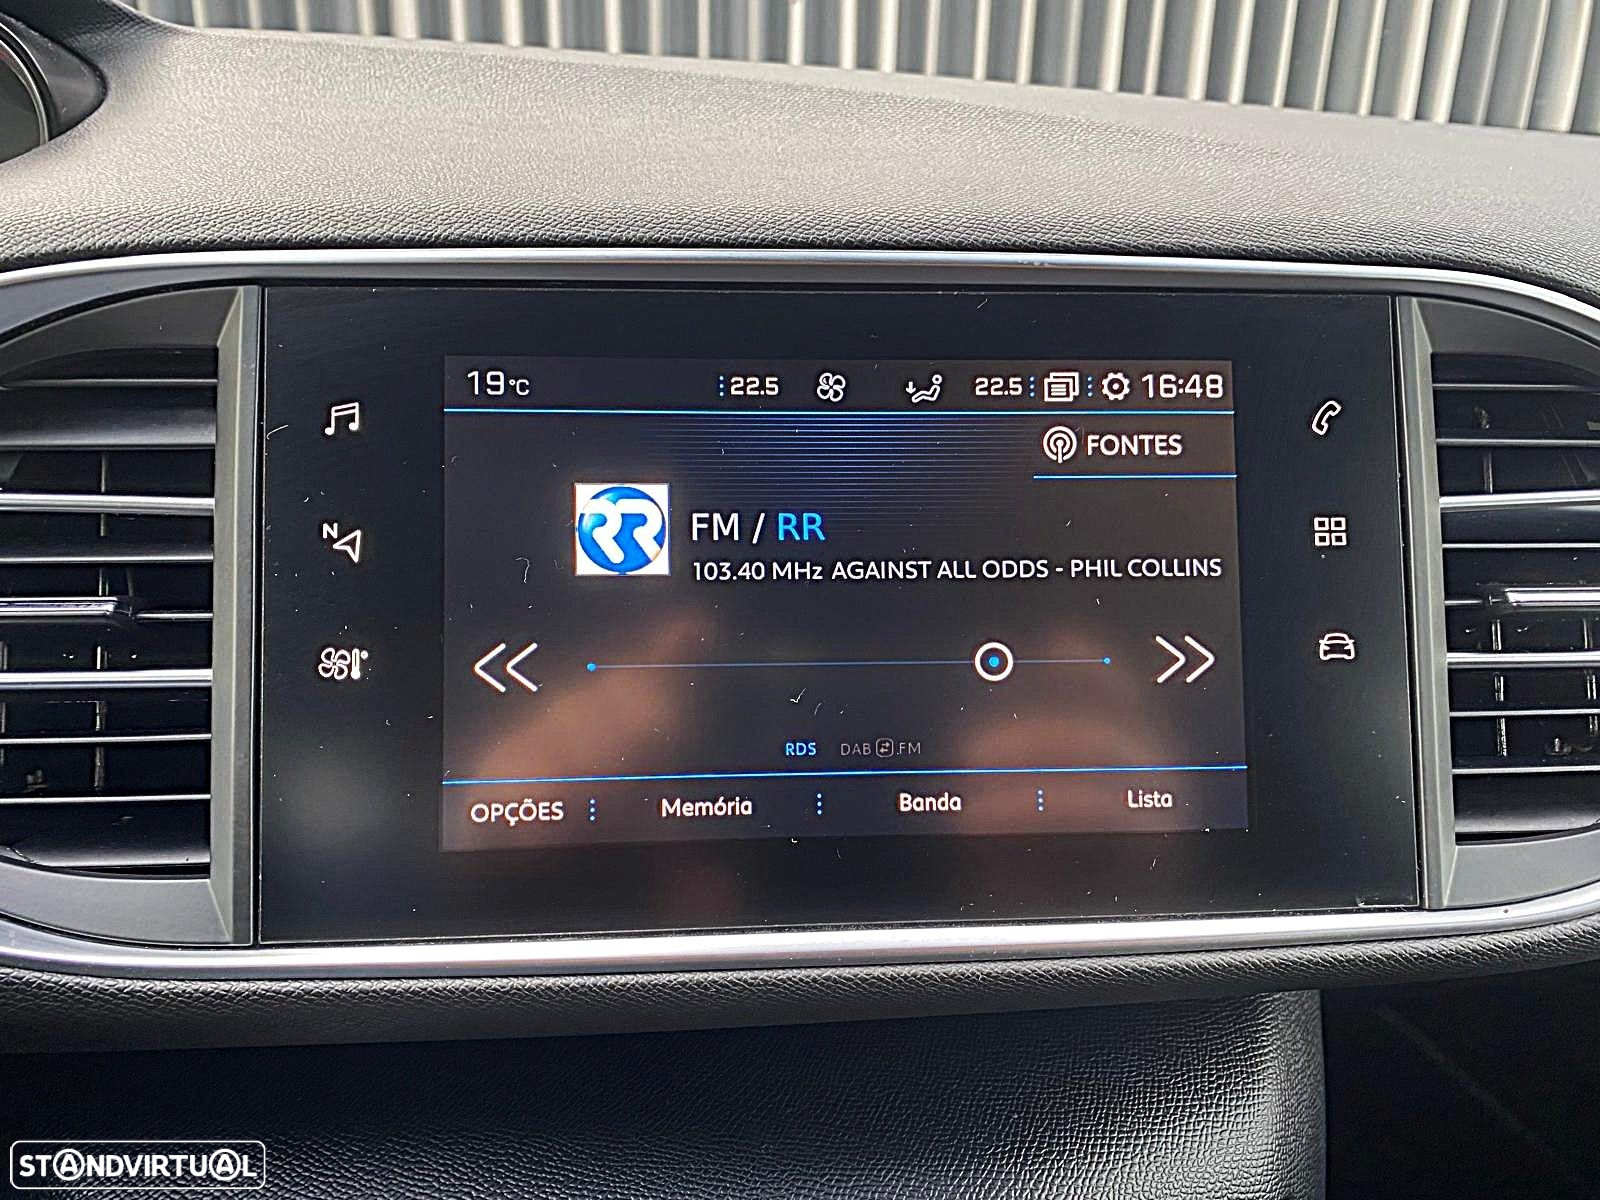 19°C 22.5 22.5 16:48
FONTES
RR
FM / RR
103.40 MHz AGAINST ALL ODDS - PHIL COLLINS
N
RDS DAB FM
OPÇÕES Memória Banda Lista
STANDVIRTUAL